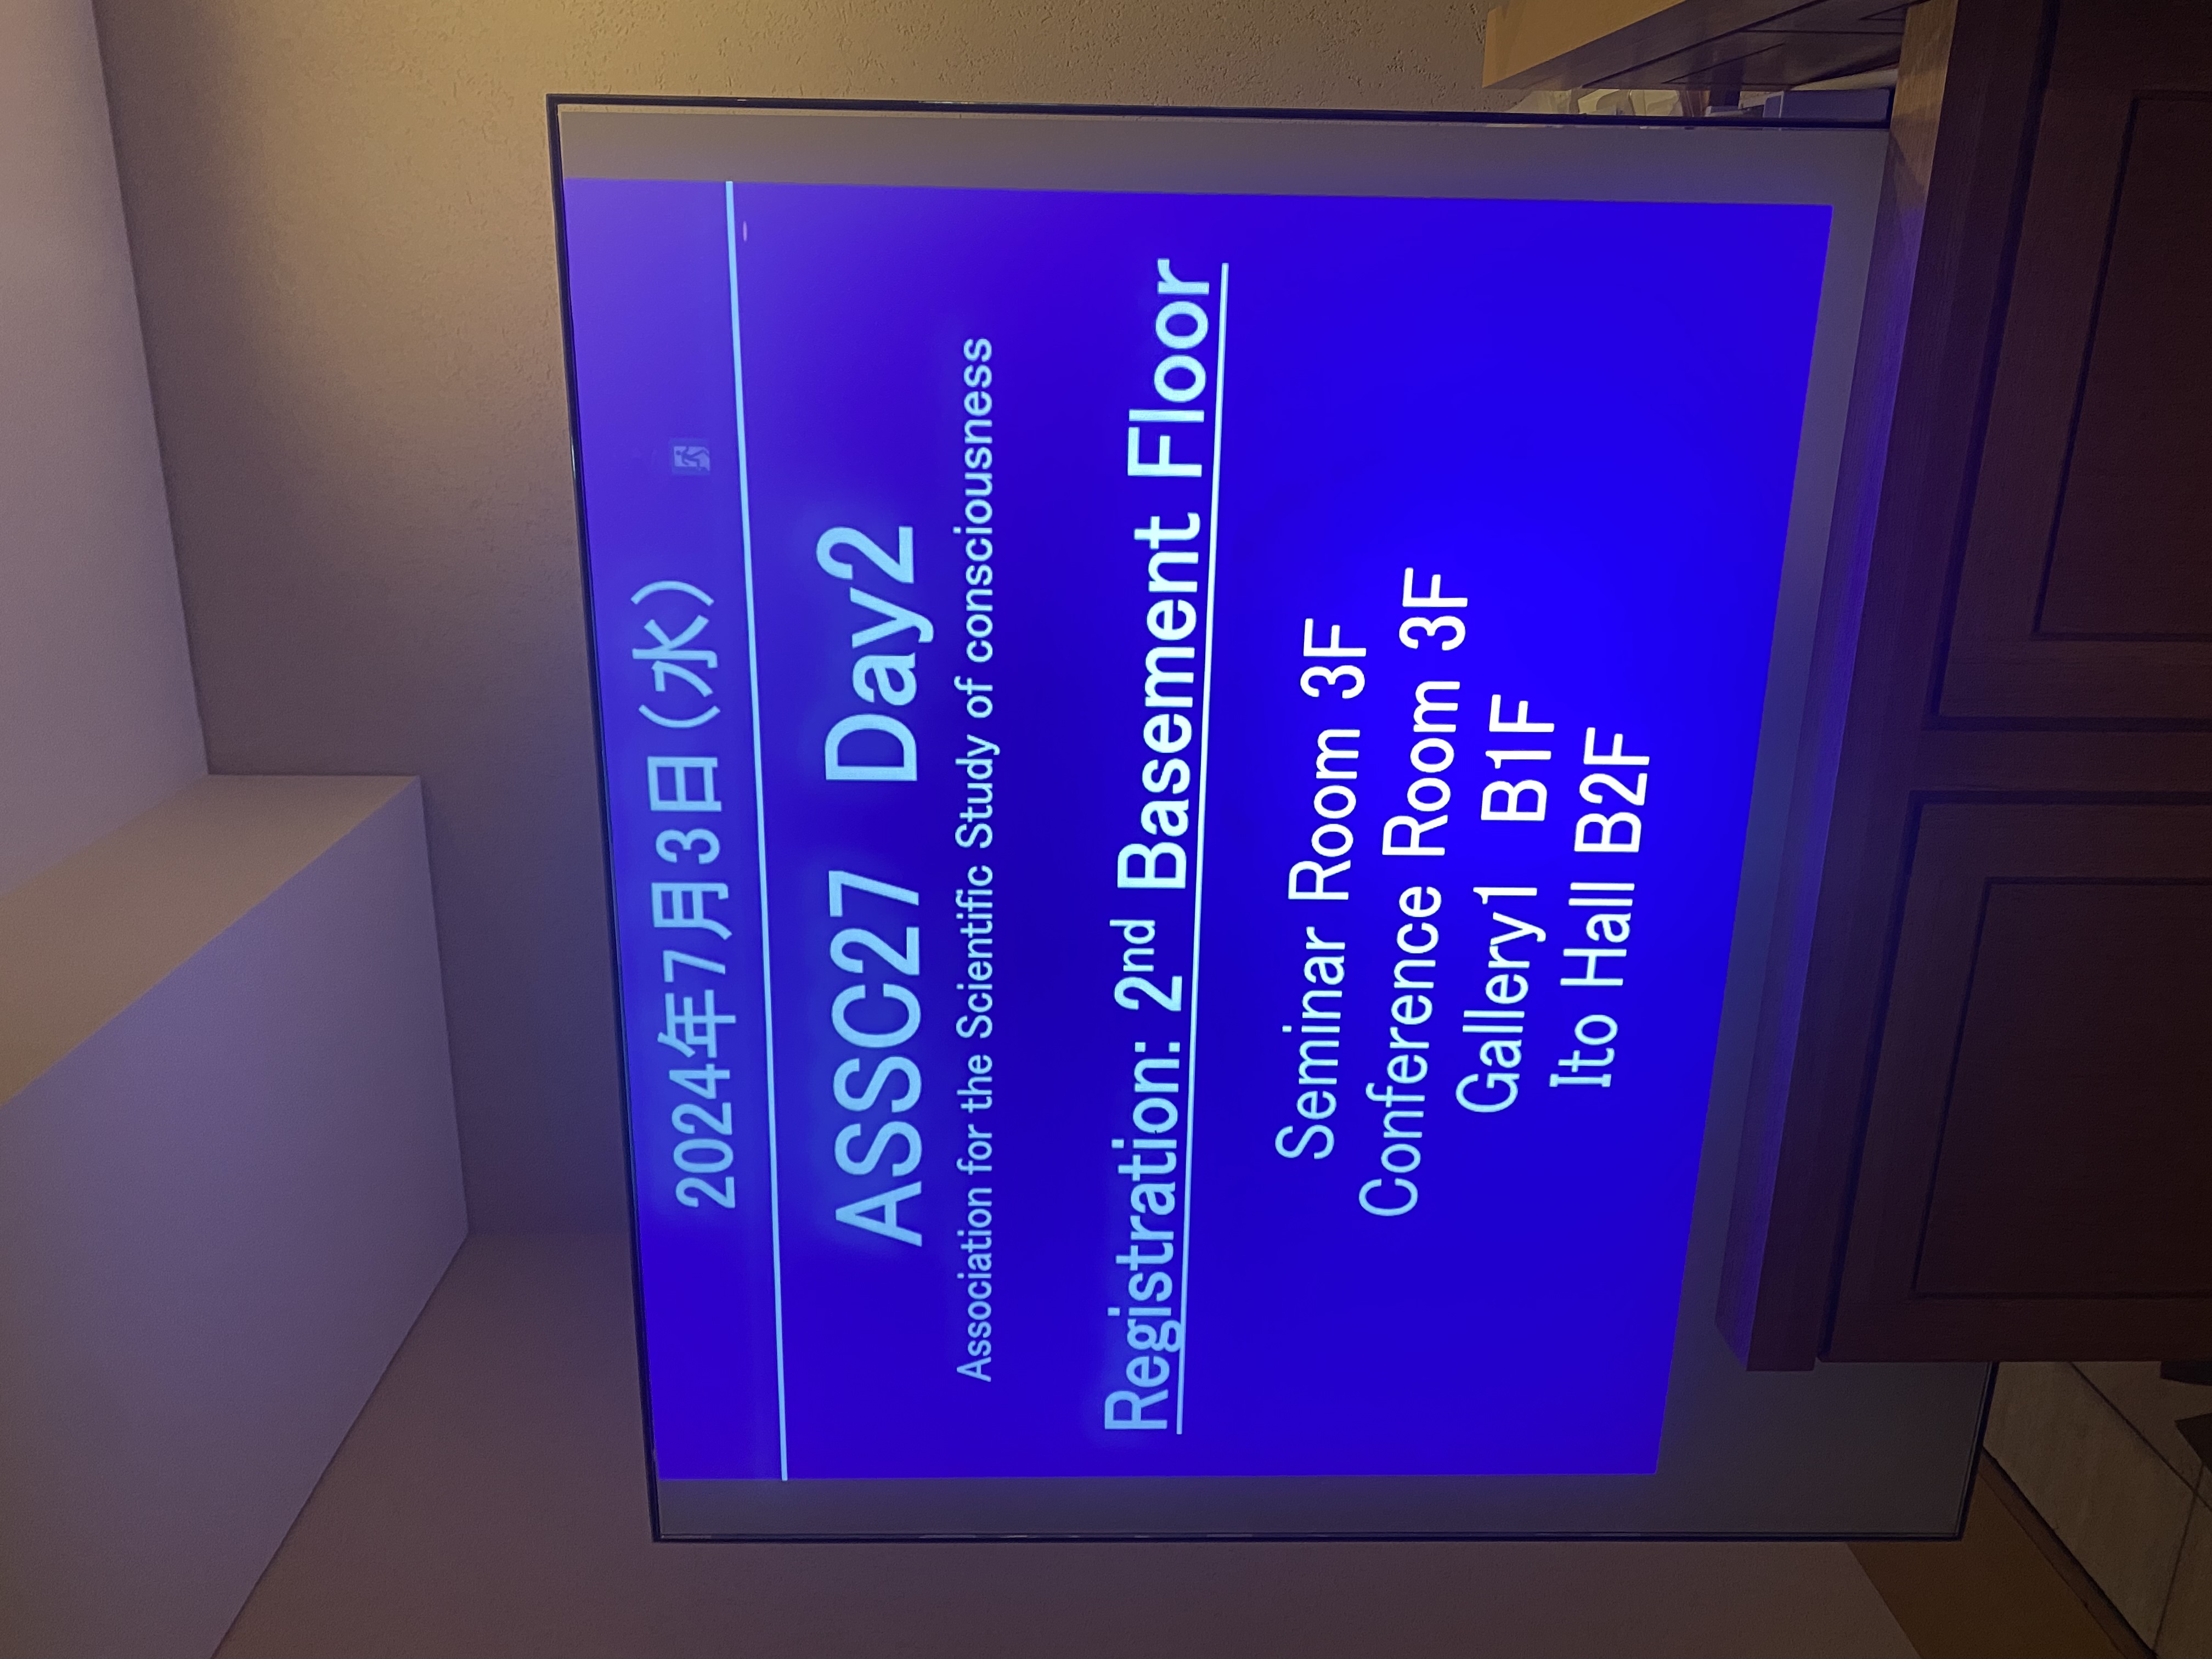 2024年7月3日（水）
ASSC27 Day2
Association for the Scientific Study of consciousness
Registration: 2nd Basement Floor
Seminar Room 3F
Conference Room 3F
Gallery1 B1F
Ito Hall B2F